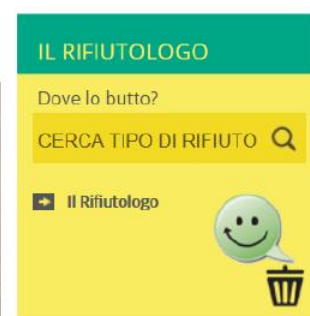 IL RIFIUTOLOGO
Dove lo butto?
CERCA TIPO DI RIFIUTO
Il Rifiutologo